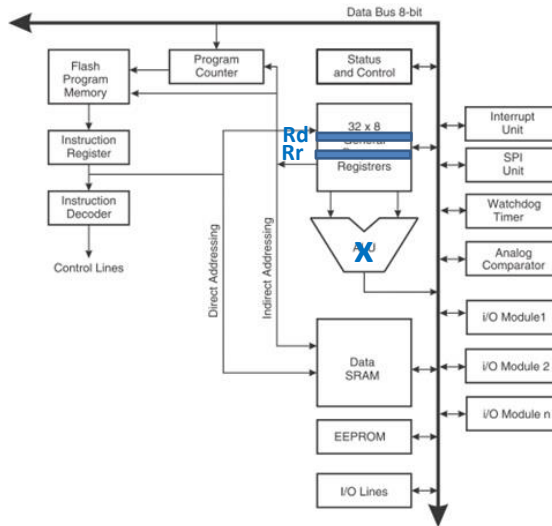 Data Bus 8-bit
Flash
Program
Memory
Program
Counter
Status
and Control
Rd
Rr
32 x 8
General
Registrers
Instruction
Register
Instruction
Decoder
Control Lines
X
Direct Addressing
Indirect Addressing
Data
SRAM
EEPROM
I/O Lines
Interrupt
Unit
SPI
Unit
Watchdog
Timer
Analog
Comparator
i/O Module1
i/O Module 2
i/O Module n